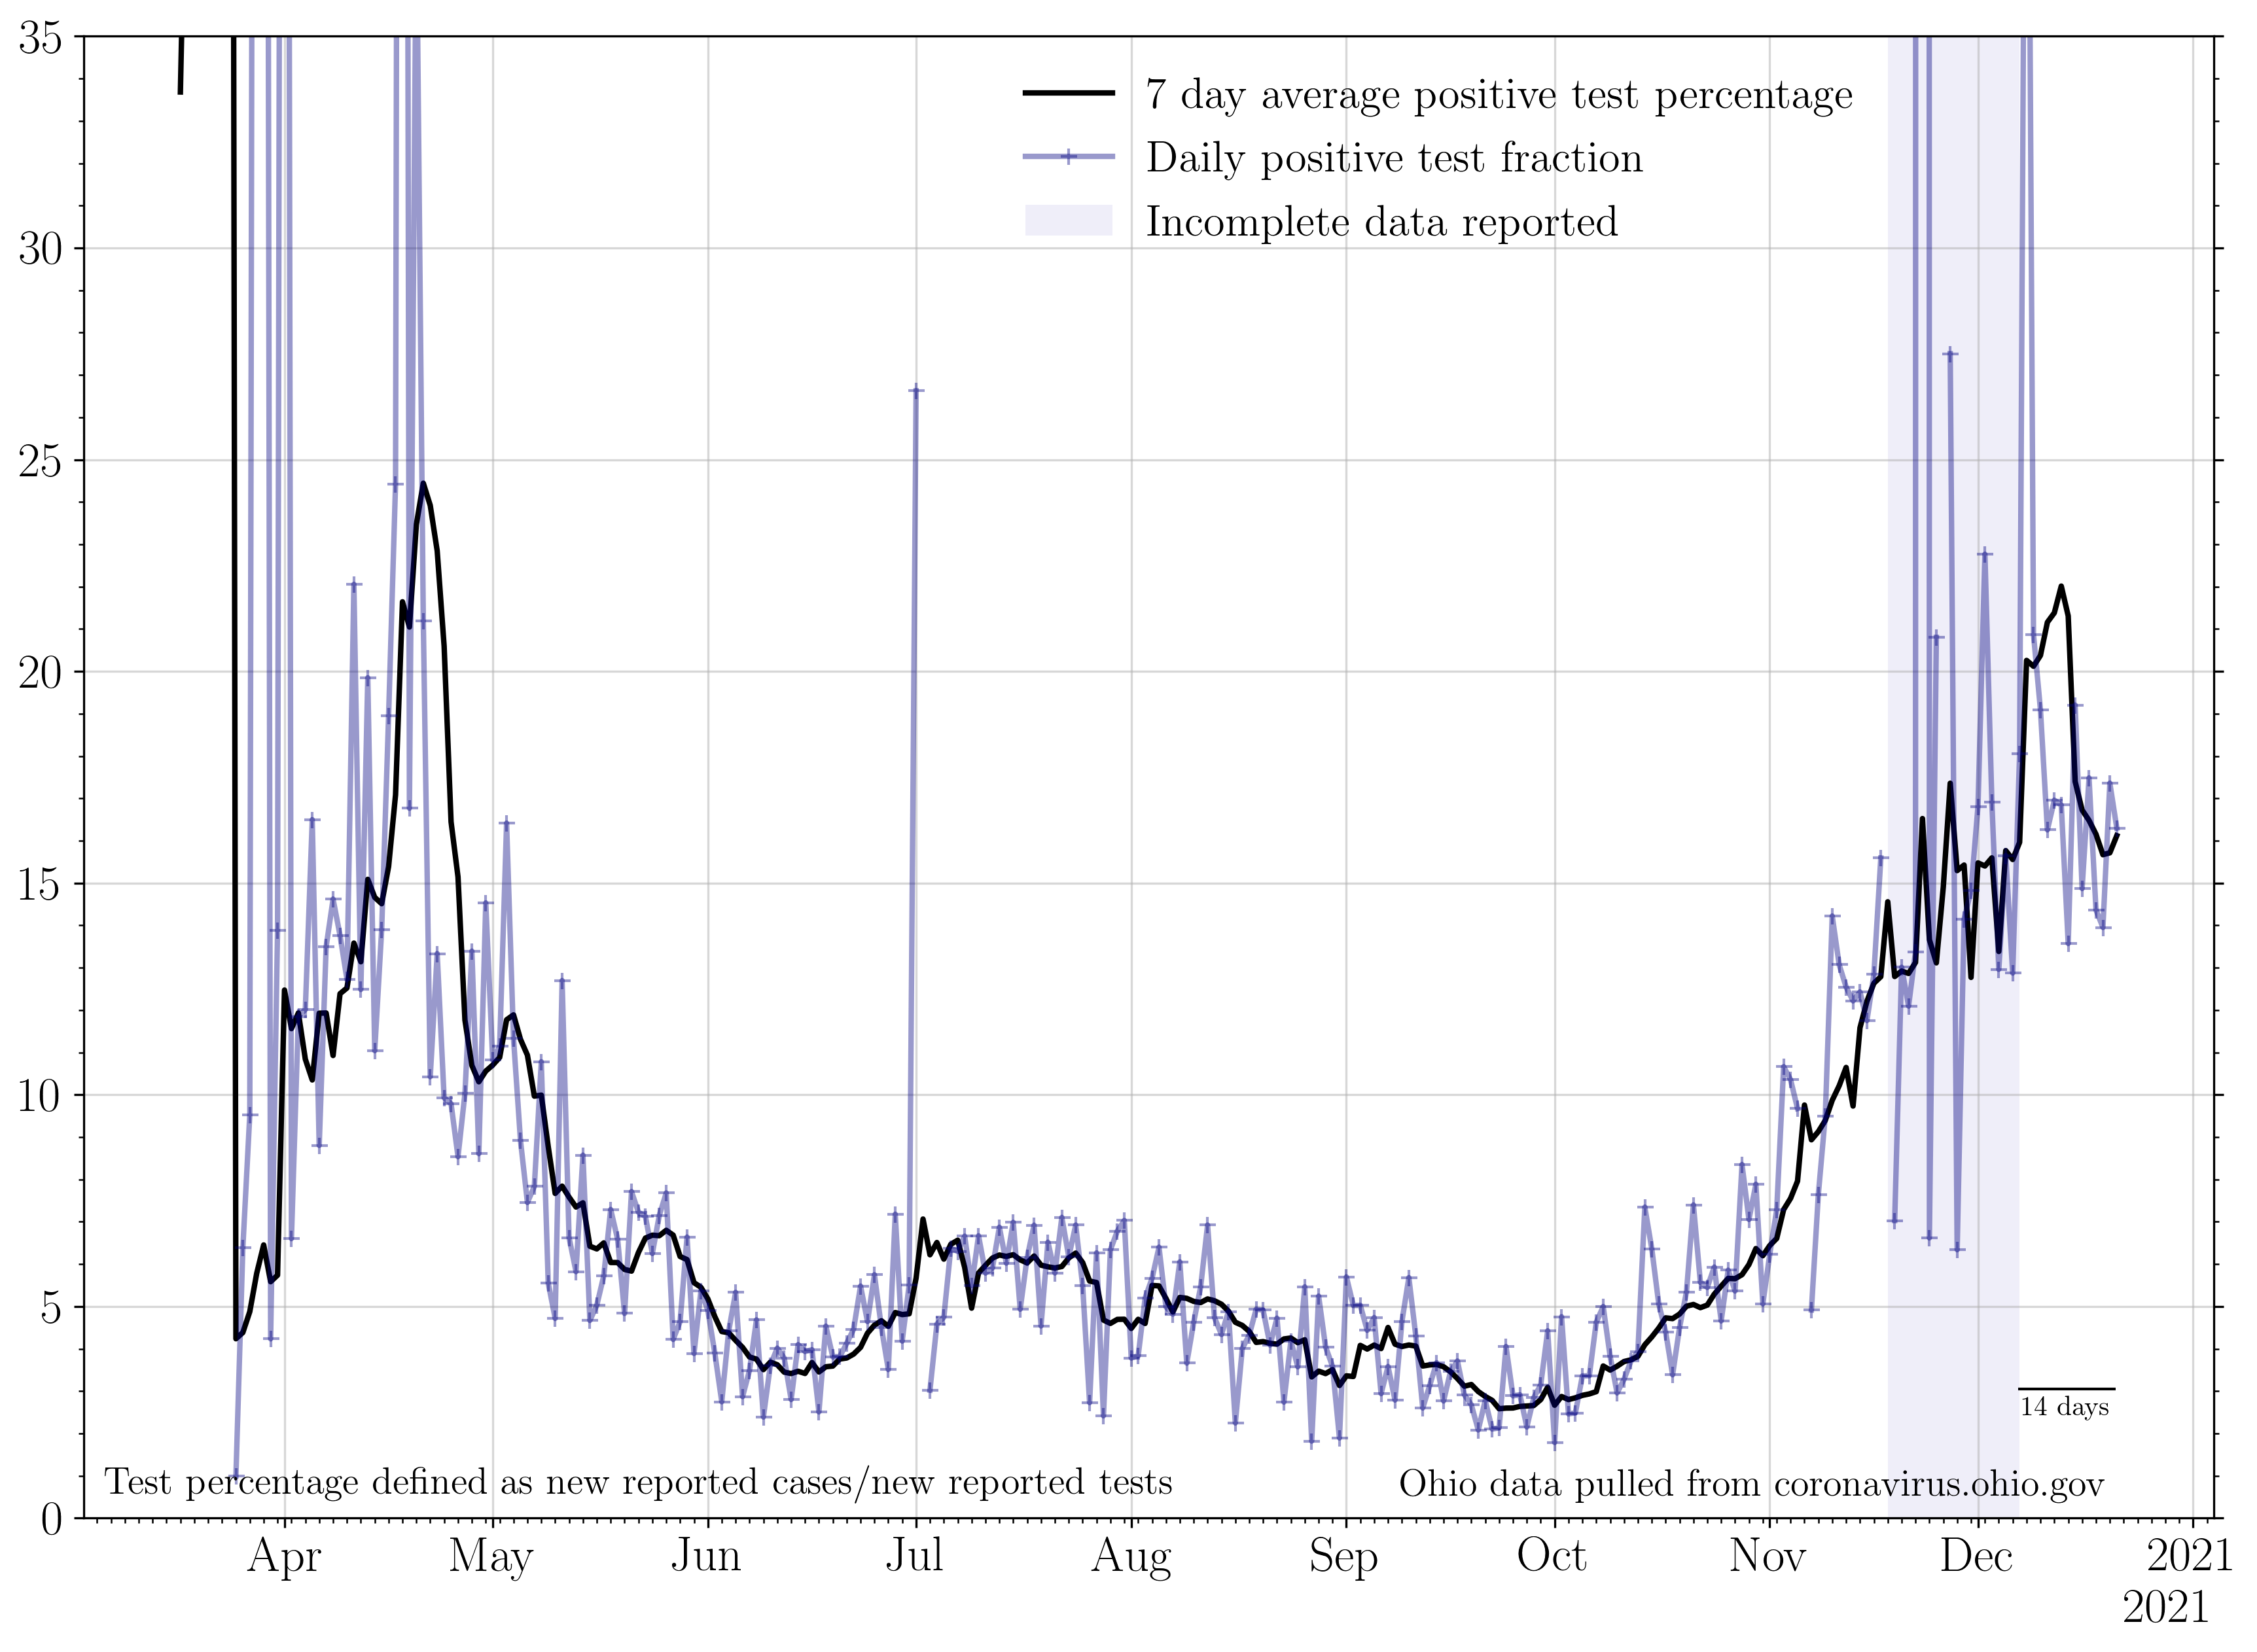 35
7 day average positive test percentage
Daily positive test fraction
Incomplete data reported
30
25
20
15
10
5
14 days
Test percentage defined as new reported cases/new reported tests
Ohio data pulled from coronavirus.ohio.gov
0
Apr May Jun Jul Aug Sep Oct Nov Dec 2021
2021